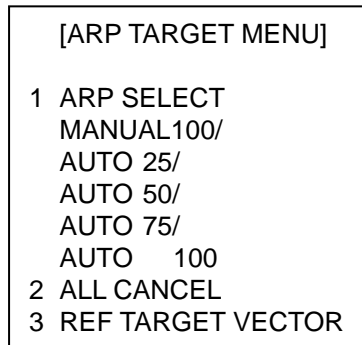 [ARP TARGET MENU]
1 ARP SELECT
MANUAL100/
AUTO 25/
AUTO 50/
AUTO 75/
AUTO 100
2 ALL CANCEL
3 REF TARGET VECTOR